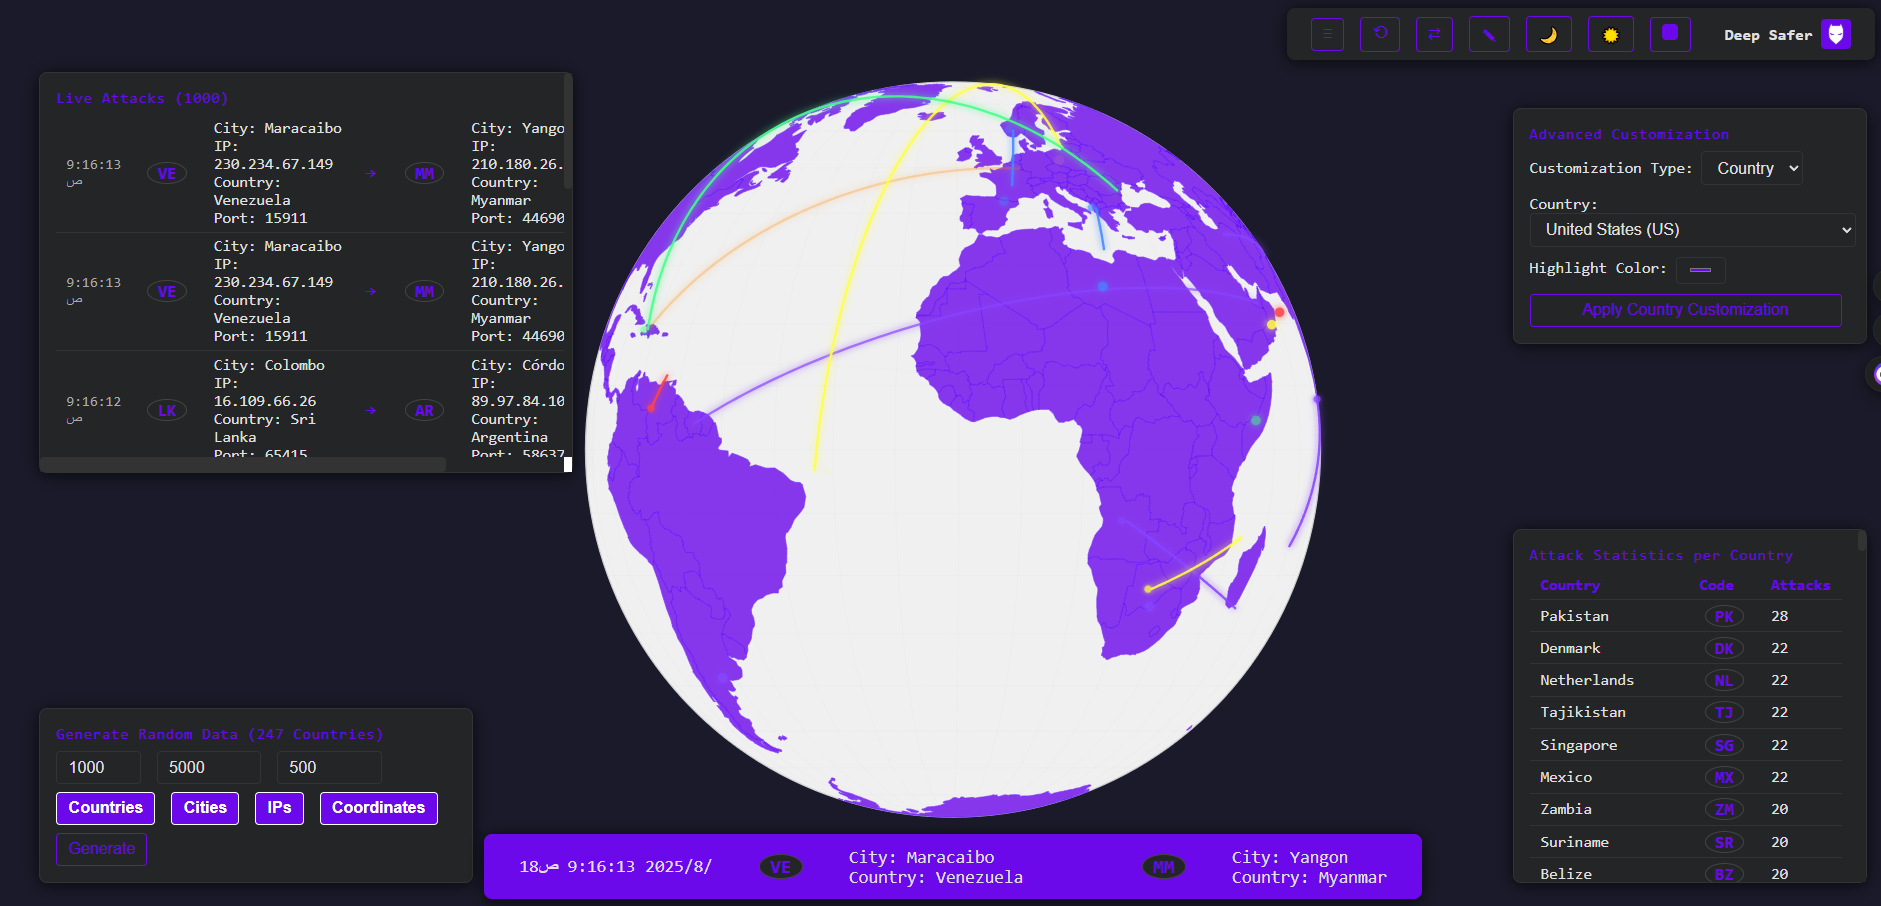 Deep Safer
Live Attacks (1000)
9:16:13
ص
VE
City: Maracaibo
IP:
230.234.67.149
Country:
Venezuela
Port: 15911
→
MM
City: Yango
IP:
210.180.26.
Country:
Myanmar
Port: 44690
9:16:13
ص
VE
City: Maracaibo
IP:
230.234.67.149
Country:
Venezuela
Port: 15911
→
MM
City: Yango
IP:
210.180.26.
Country:
Myanmar
Port: 44690
9:16:12
ص
LK
City: Colombo
IP:
16.109.66.26
Country: Sri
Lanka
Port: 65415
→
AR
City: Córdo
IP:
89.97.84.10
Country:
Argentina
Port: 58637
Advanced Customization
Customization Type: Country
Country:
United States (US)
Highlight Color:
Apply Country Customization
Attack Statistics per Country
Country Code Attacks
Pakistan PK 28
Denmark DK 22
Netherlands NL 22
Tajikistan TJ 22
Singapore SG 22
Mexico MX 22
Zambia ZM 20
Suriname SR 20
Belize BZ 20
Generate Random Data (247 Countries)
1000 5000 500
Countries Cities IPs Coordinates
Generate
18ص 9:16:13 2025/8/
VE
City: Maracaibo
Country: Venezuela
MM
City: Yangon
Country: Myanmar